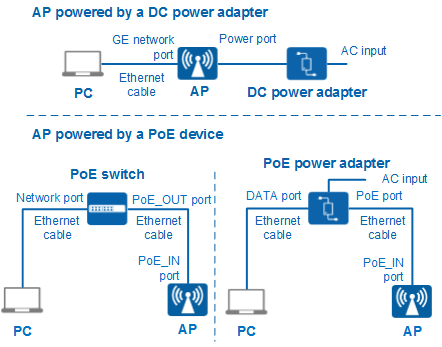 AP powered by a DC power adapter
GE network
port
Power port
AC input
Ethernet
cable
PC
AP
DC power adapter
AP powered by a PoE device
PoE switch
Network port
PoE_OUT port
Ethernet
cable
Ethernet
cable
PoE_IN
port
PC
AP
PoE power adapter
AC input
DATA port
PoE port
Ethernet
cable
Ethernet
cable
PoE_IN
port
PC
AP